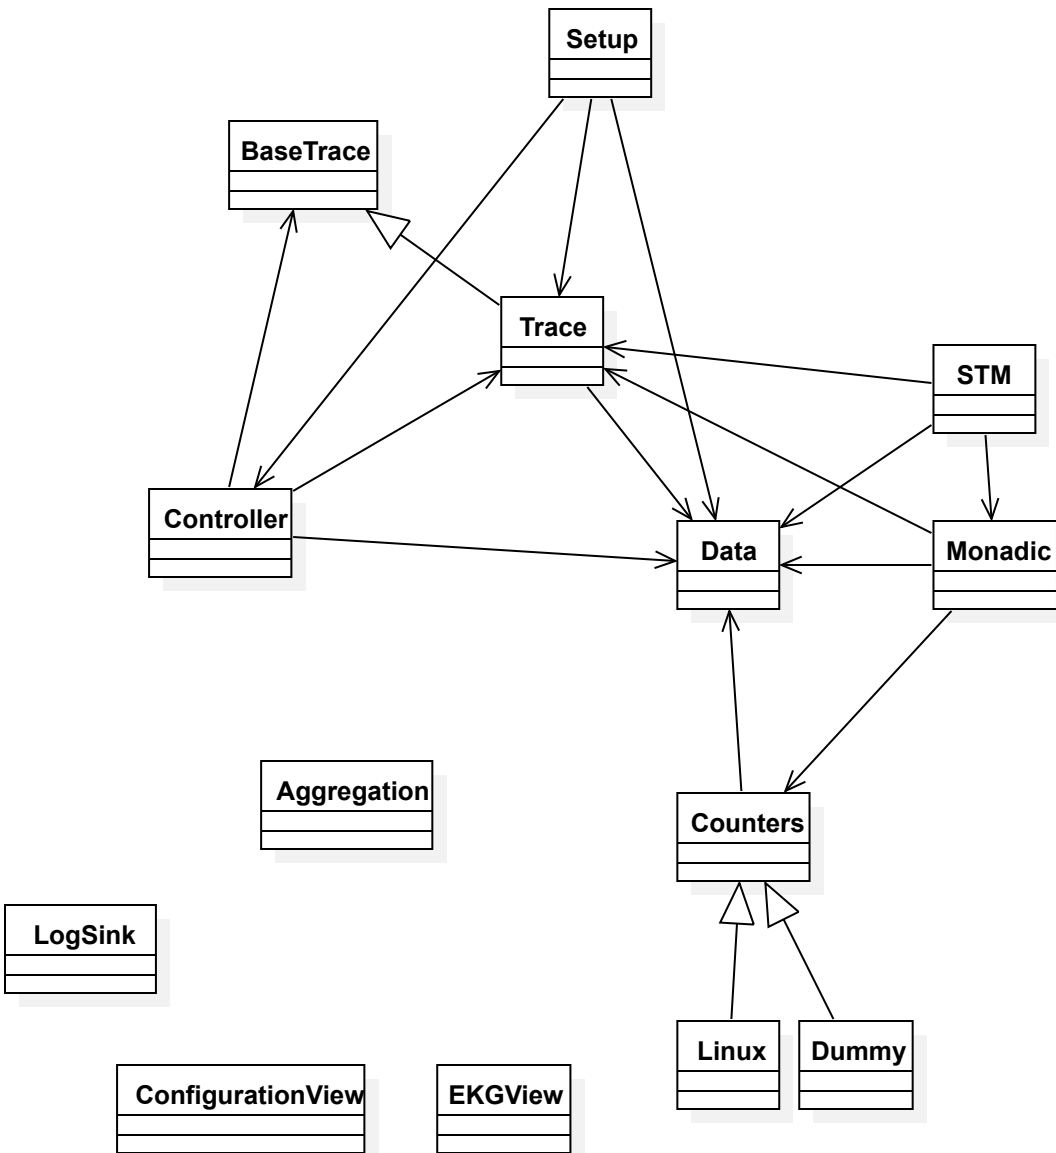 Setup
BaseTrace
Trace
STM
Controller
Data
Monadic
Aggregation
Counters
LogSink
Linux
Dummy
ConfigurationView
EKGView